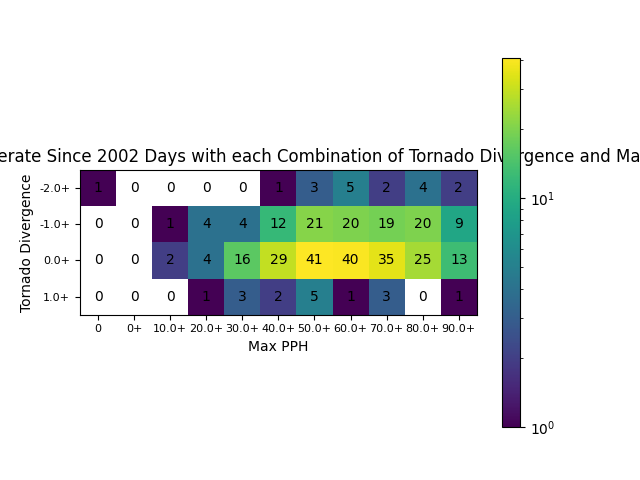 erate Since 2002 Days with each Combination of Tornado Divergence and Ma
Tornado Divergence
-2.0+ 1 0 0 0 0 1 3 5 2 4 2
-1.0+ 0 0 1 4 4 12 21 20 19 20 9
0.0+ 0 0 2 4 16 29 41 40 35 25 13
1.0+ 0 0 0 1 3 2 5 1 3 0 1
0 0+ 10.0+ 20.0+ 30.0+ 40.0+ 50.0+ 60.0+ 70.0+ 80.0+ 90.0+
Max PPH
10¹
10⁰